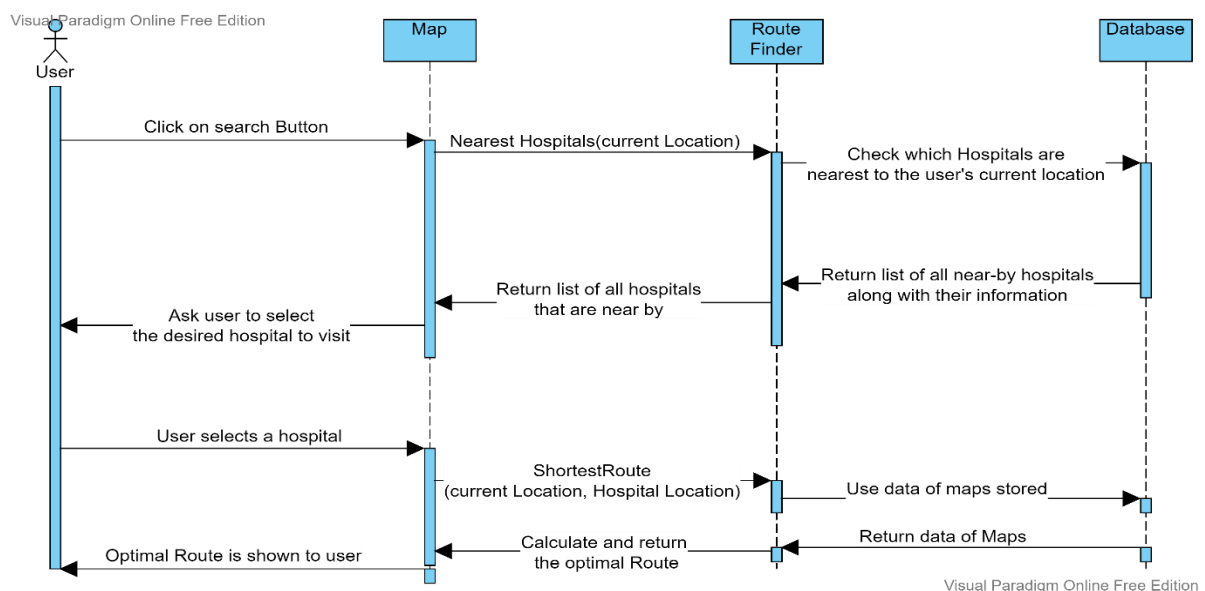 Visual Paradigm Online Free Edition
User
Map
Route
Finder
Database
Click on search Button
Nearest Hospitals(current Location)
Check which Hospitals are
nearest to the user's current location
Return list of all near-by hospitals
along with their information
Return list of all hospitals
that are near by
Ask user to select
the desired hospital to visit
User selects a hospital
ShortestRoute
(current Location, Hospital Location)
Use data of maps stored
Return data of Maps
Calculate and return
the optimal Route
Optimal Route is shown to user
Visual Paradigm Online Free Edition